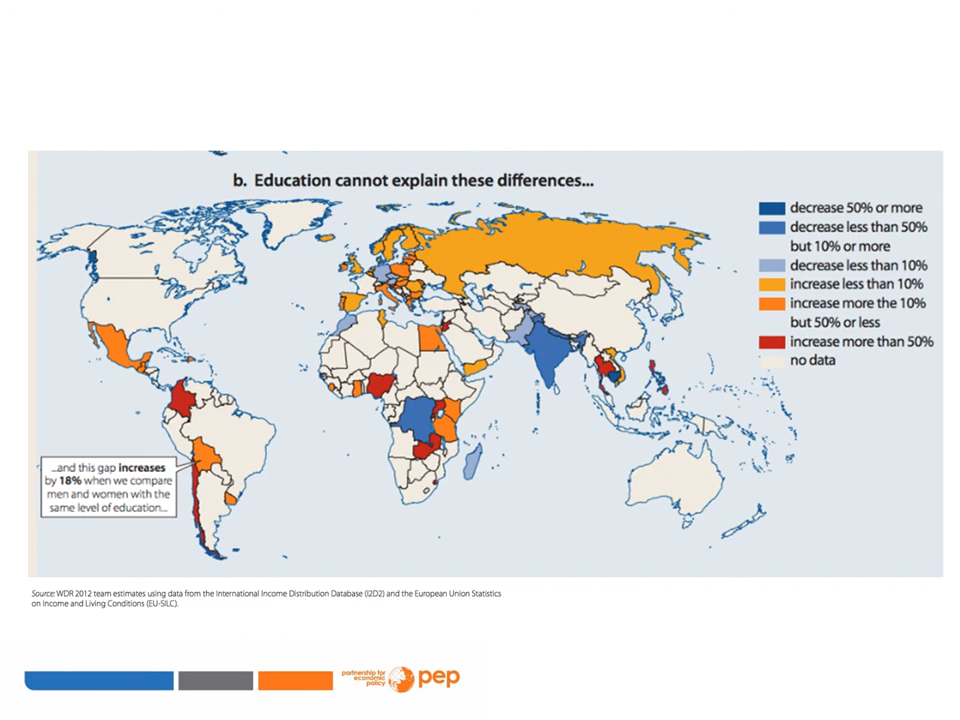 b. Education cannot explain these differences...
decrease 50% or more
decrease less than 50%
but 10% or more
decrease less than 10%
increase less than 10%
increase more the 10%
but 50% or less
increase more than 50%
no data
...and this gap increases
by 18% when we compare
men and women with the
same level of education...
Source: WDR 2012 team estimates using data from the International Income Distribution Database (I2D2) and the European Union Statistics
on Income and Living Conditions (EU-SILC).
partnership for
economic
policy
pep